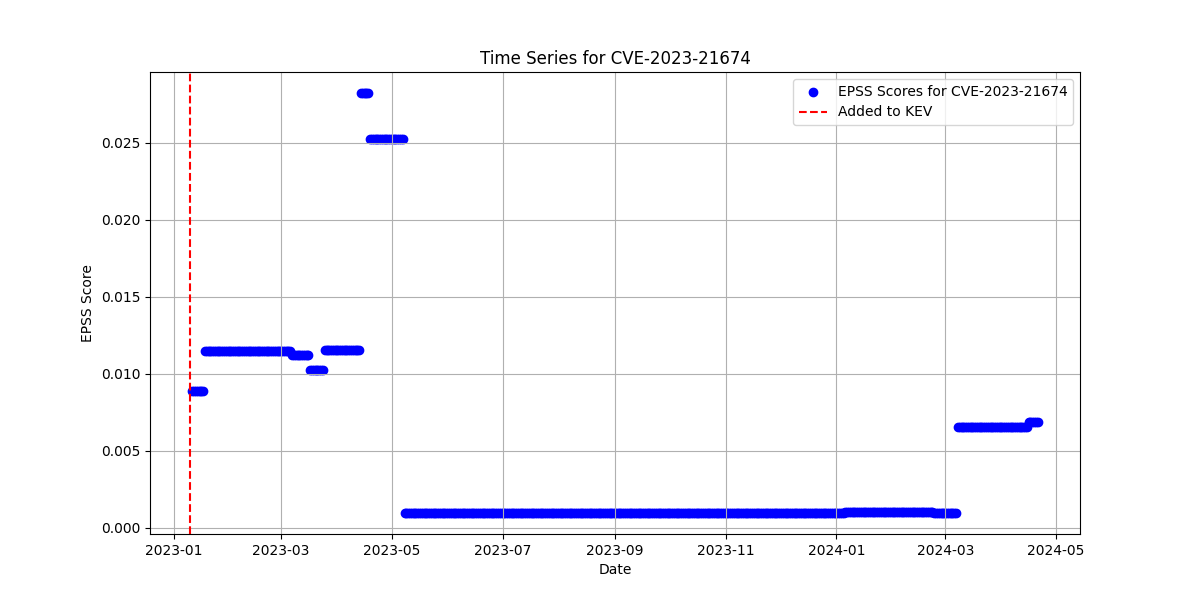 Time Series for CVE-2023-21674
EPSS Scores for CVE-2023-21674
Added to KEV
EPSS Score
0.025
0.020
0.015
0.010
0.005
0.000
2023-01 2023-03 2023-05 2023-07 2023-09 2023-11 2024-01 2024-03 2024-05
Date